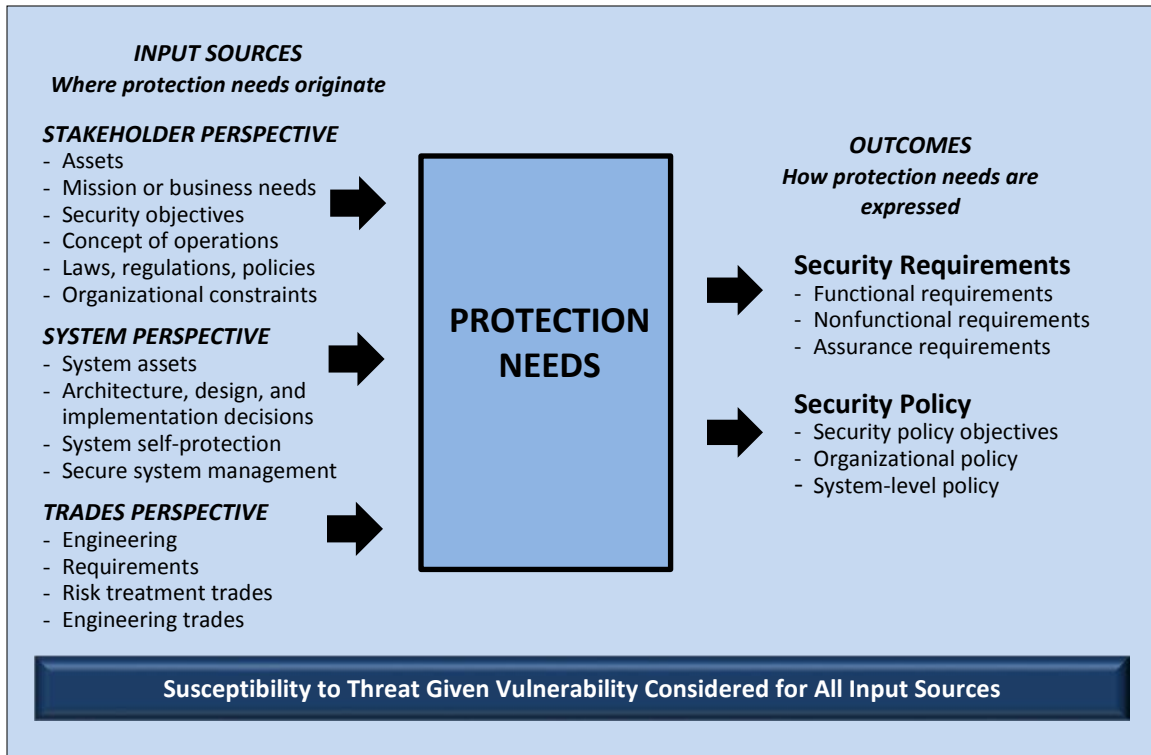 INPUT SOURCES
Where protection needs originate
STAKEHOLDER PERSPECTIVE
- Assets
- Mission or business needs
- Security objectives
- Concept of operations
- Laws, regulations, policies
- Organizational constraints
SYSTEM PERSPECTIVE
- System assets
- Architecture, design, and
implementation decisions
- System self-protection
- Secure system management
TRADES PERSPECTIVE
- Engineering
- Requirements
- Risk treatment trades
- Engineering trades
PROTECTION
NEEDS
OUTCOMES
How protection needs are
expressed
Security Requirements
- Functional requirements
- Nonfunctional requirements
- Assurance requirements
Security Policy
- Security policy objectives
- Organizational policy
- System-level policy
Susceptibility to Threat Given Vulnerability Considered for All Input Sources